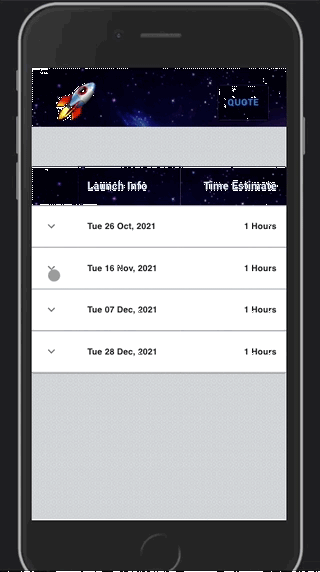 QUOTE
Launch Info Time Estimate
Tue 26 Oct, 2021 1 Hours
Tue 16 Nov, 2021 1 Hours
Tue 07 Dec, 2021 1 Hours
Tue 28 Dec, 2021 1 Hours